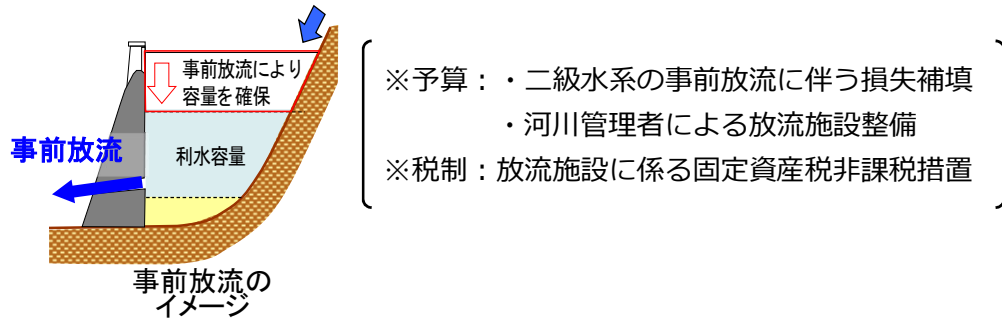 事前放流により
容量を確保
利水容量
事前放流
事前放流の
イメージ
※予算：・二級水系の事前放流に伴う損失補填
・河川管理者による放流施設整備
※税制：放流施設に係る固定資産税非課税措置